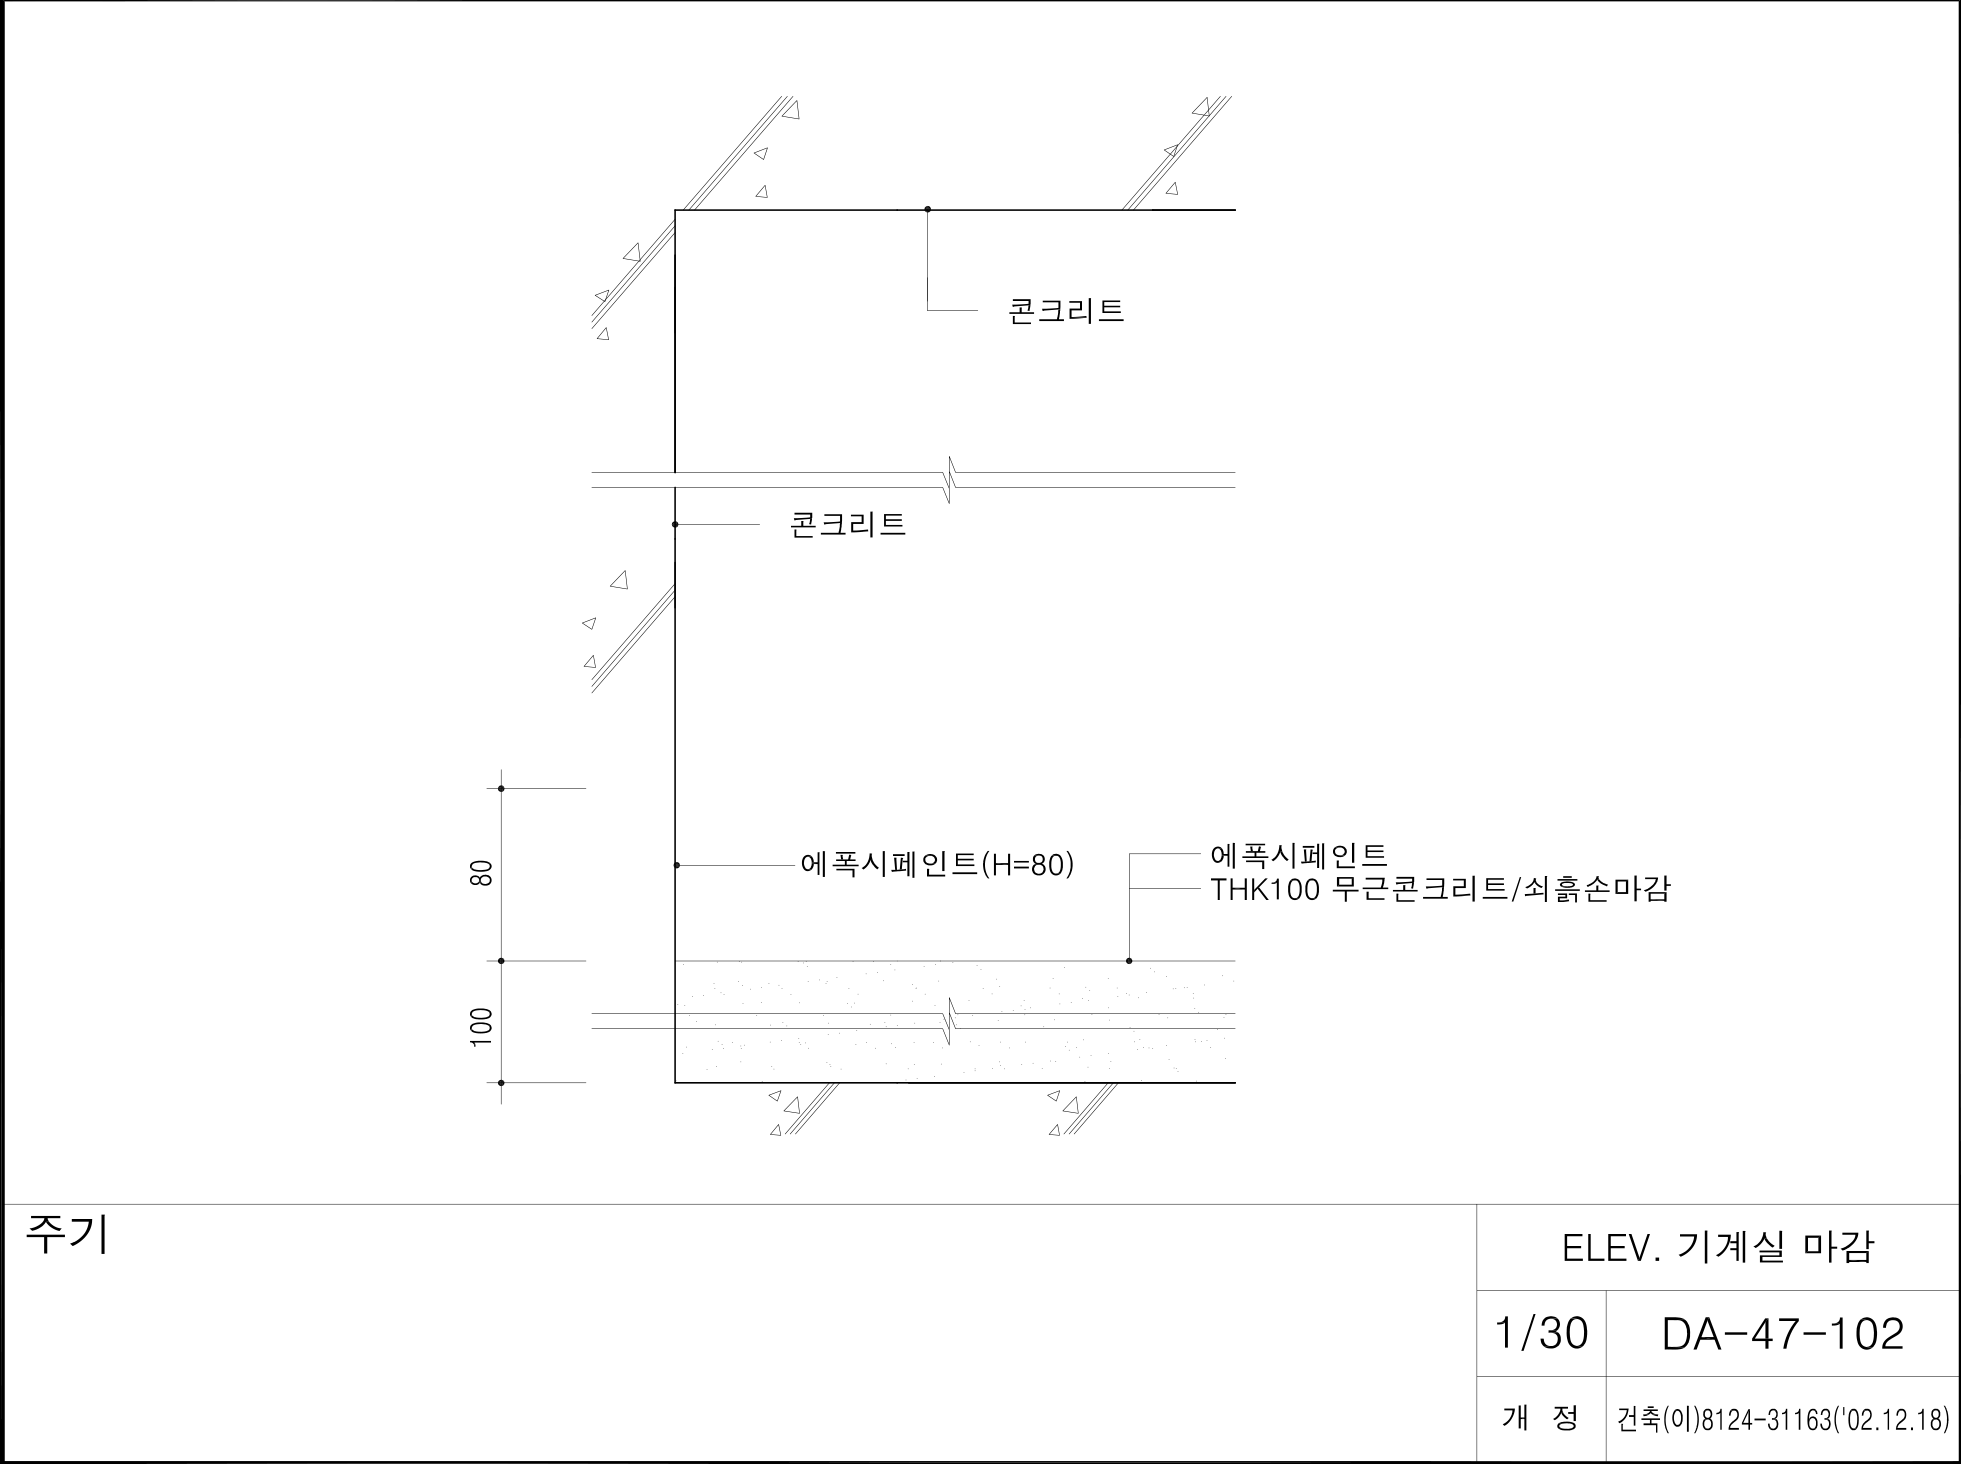 콘크리트
콘크리트
80
에폭시페인트(H=80)
에폭시페인트
THK100 무근콘크리트/쇠흙손마감
100
주기
ELEV. 기계실 마감
1/30
DA-47-102
개 정
건축(이)8124-31163('02.12.18)